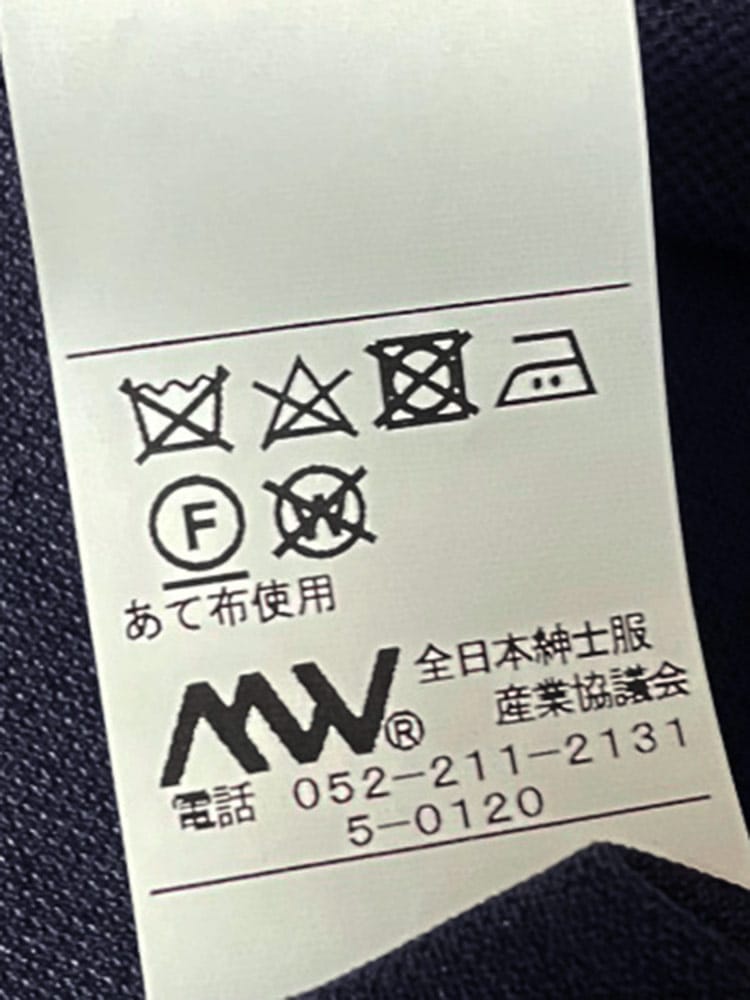 F W
あて布使用
MW® 全日本紳士服
産業協議会
電話 052-211-2131
5-0120